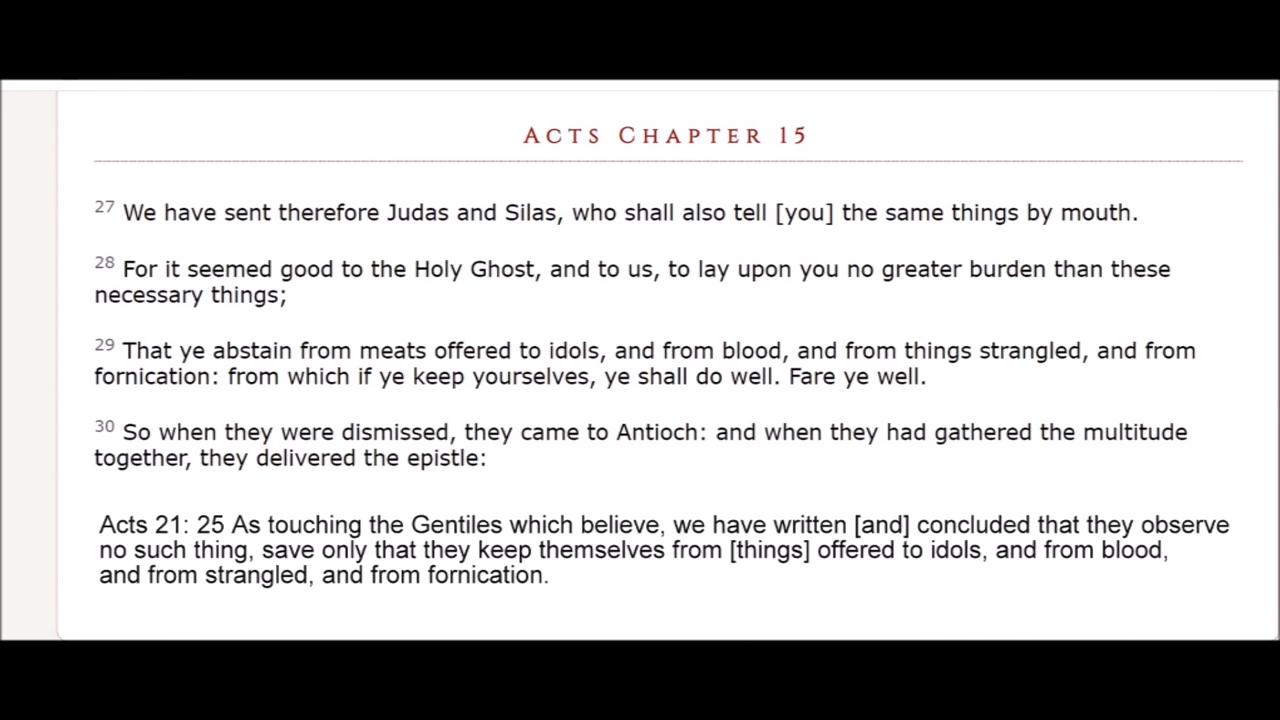 Acts Chapter 15
27 We have sent therefore Judas and Silas, who shall also tell [you] the same things by mouth.
28 For it seemed good to the Holy Ghost, and to us, to lay upon you no greater burden than these
necessary things;
29 That ye abstain from meats offered to idols, and from blood, and from things strangled, and from
fornication: from which if ye keep yourselves, ye shall do well. Fare ye well.
30 So when they were dismissed, they came to Antioch: and when they had gathered the multitude
together, they delivered the epistle:
Acts 21: 25 As touching the Gentiles which believe, we have written [and] concluded that they observe
no such thing, save only that they keep themselves from [things] offered to idols, and from blood,
and from strangled, and from fornication.